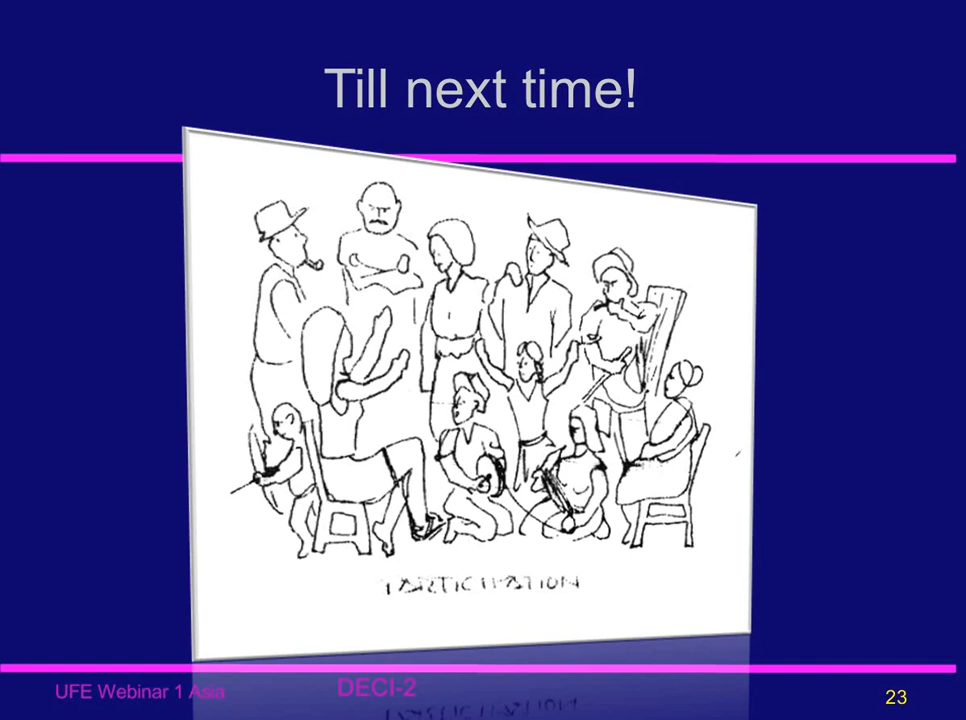 Till next time!
PARTICIPATION
UFE Webinar 1 Asia
DECI-2
23